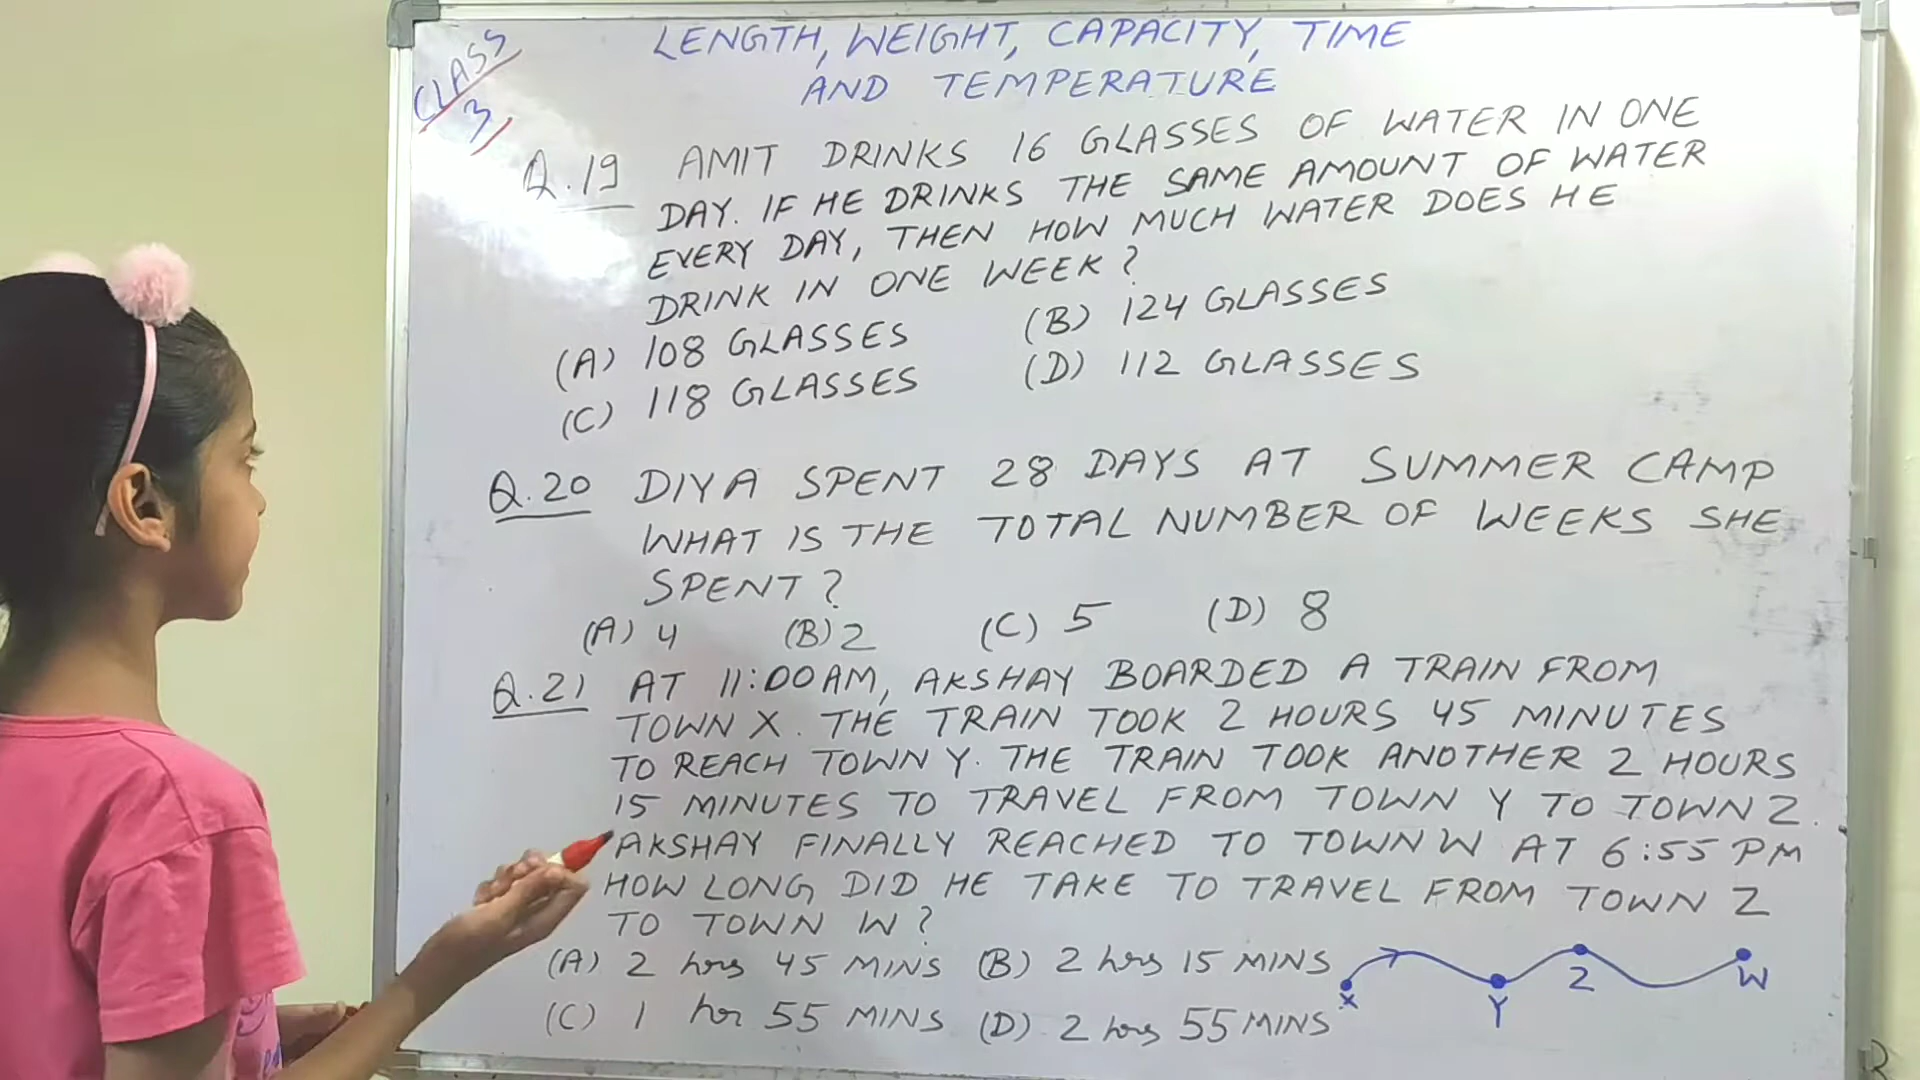 CLASS
3
LENGTH, WEIGHT, CAPACITY, TIME
AND TEMPERATURE
Q.19 AMIT DRINKS 16 GLASSES OF WATER IN ONE
DAY. IF HE DRINKS THE SAME AMOUNT OF WATER
EVERY DAY, THEN HOW MUCH WATER DOES HE
DRINK IN ONE WEEK?
(A) 108 GLASSES (B) 124 GLASSES
(C) 118 GLASSES (D) 112 GLASSES
Q.20 DIYA SPENT 28 DAYS AT SUMMER CAMP
WHAT IS THE TOTAL NUMBER OF WEEKS SHE
SPENT?
(A) 4 (B) 2 (C) 5 (D) 8
Q.21 AT 11:00AM, AKSHAY BOARDED A TRAIN FROM
TOWN X. THE TRAIN TOOK 2 HOURS 45 MINUTES
TO REACH TOWN Y. THE TRAIN TOOK ANOTHER 2 HOURS
15 MINUTES TO TRAVEL FROM TOWN Y TO TOWN Z.
AKSHAY FINALLY REACHED TO TOWN W AT 6:55 PM
HOW LONG DID HE TAKE TO TRAVEL FROM TOWN Z
TO TOWN W?
(A) 2 hrs 45 MINS (B) 2 hrs 15 MINS
(C) 1 hr 55 MINS (D) 2 hrs 55 MINS
X Y Z W